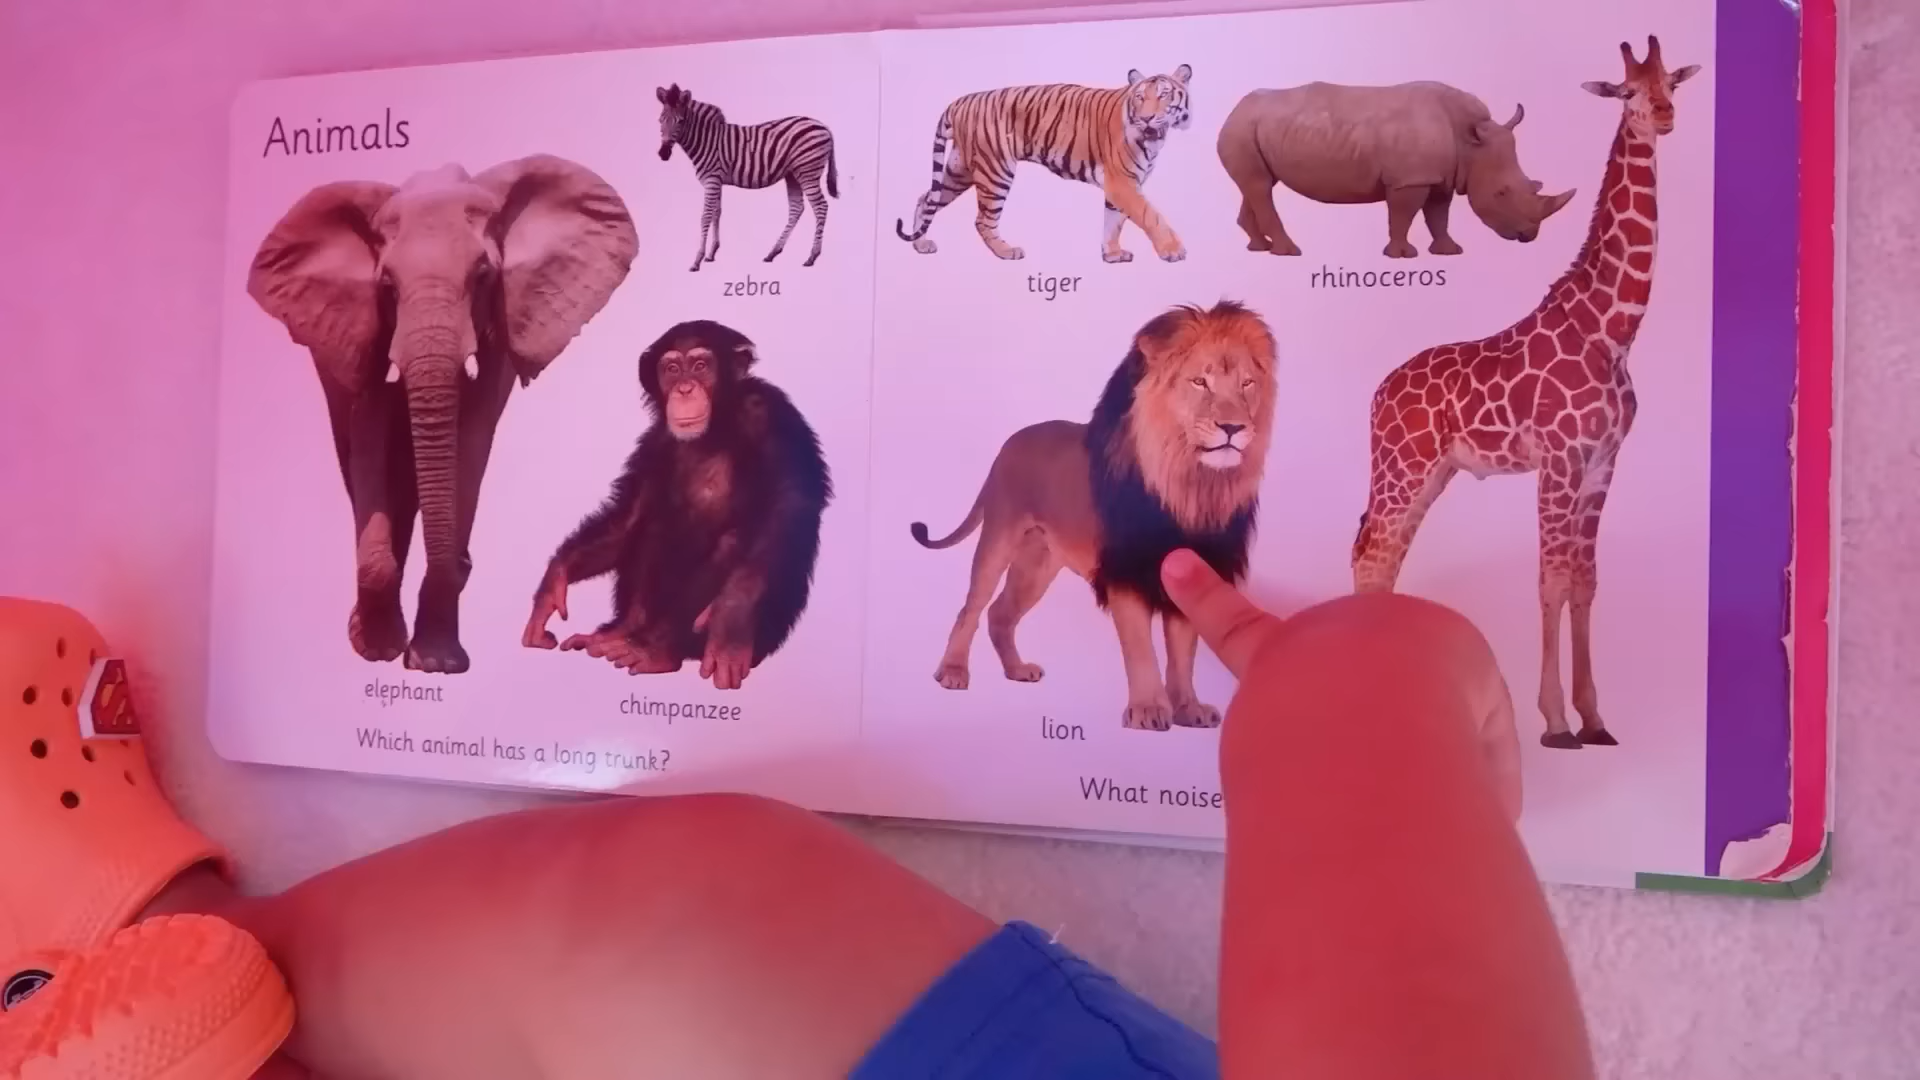 Animals
zebra
tiger
rhinoceros
elephant
chimpanzee
lion
Which animal has a long trunk?
What noise